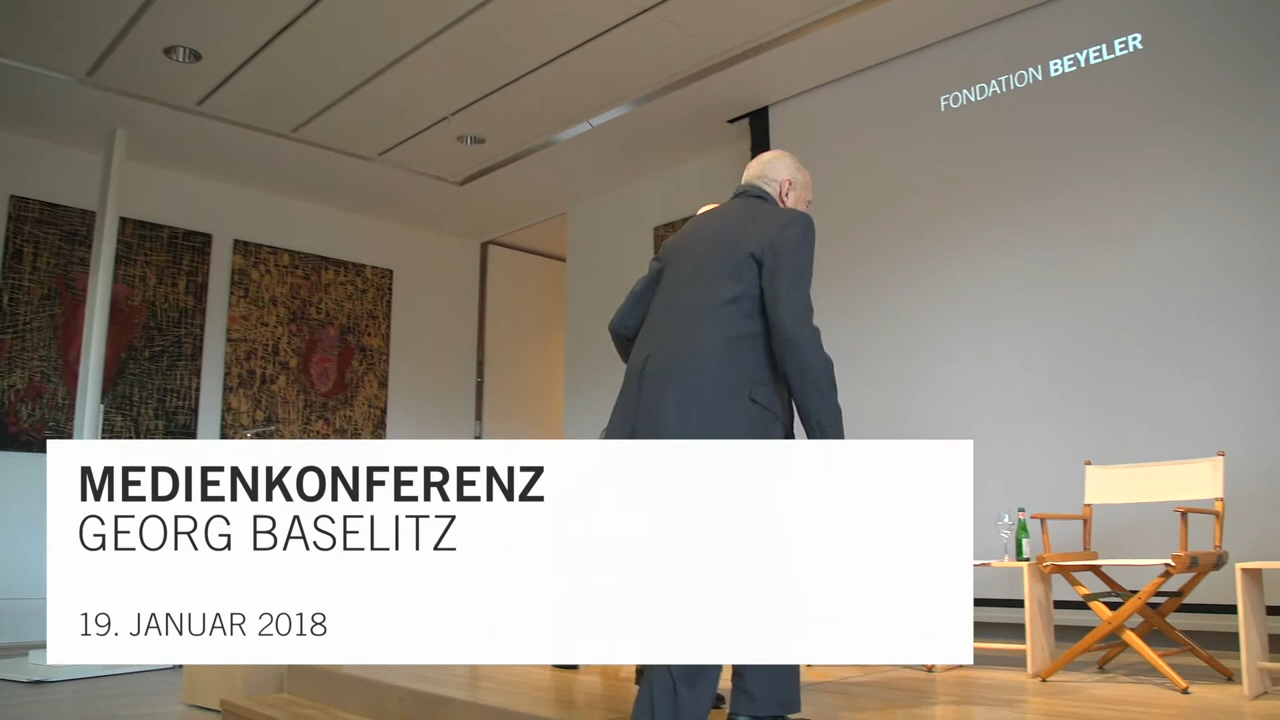 FONDATION BEYELER
MEDIENKONFERENZ
GEORG BASELITZ
19. JANUAR 2018